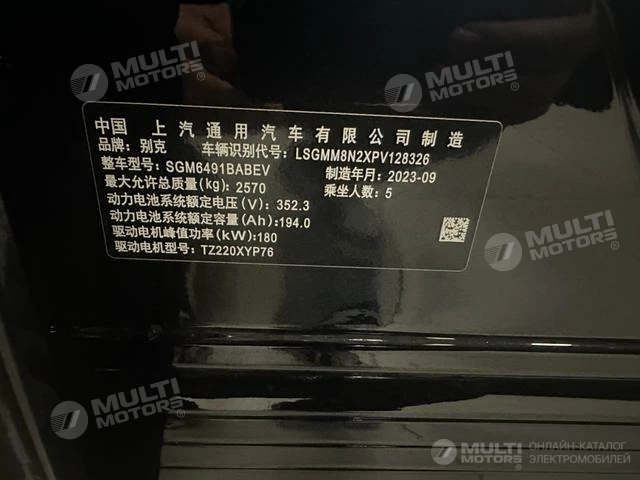 MULTI MOTORS®
MULTI MOTORS®
中国 上汽通用汽车有限公司制造
品牌: 别克 车辆识别代号: LSGMM8N2XPV128326
整车型号: SGM6491BABEV 制造年月: 2023-09
最大允许总质量(kg): 2570 乘坐人数: 5
动力电池系统额定电压(V): 352.3
动力电池系统额定容量(Ah):194.0
驱动电机峰值功率(kW):180
驱动电机型号: TZ220XYP76
MULTI MOTORS®
MULTI MOTORS®
MULTI MOTORS® ОНЛАЙН-КАТАЛОГ ЭЛЕКТРОМОБИЛЕЙ